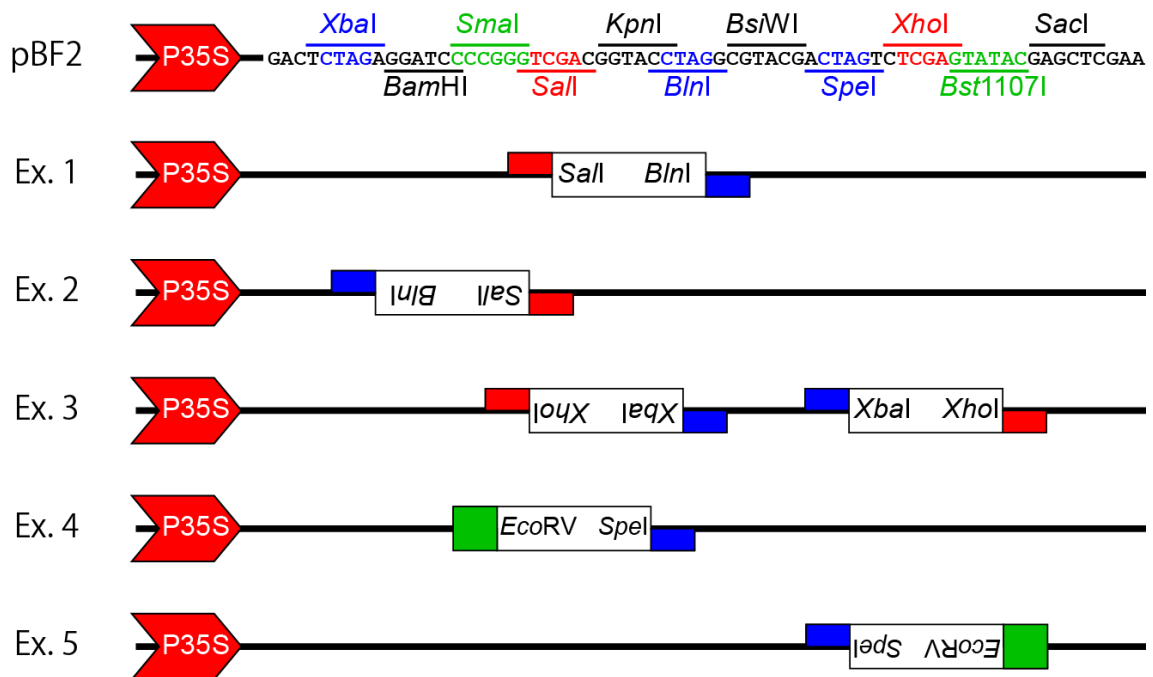 XbaI SmaI KpnI BsiWI XhoI SacI
pBF2 P35S GACTCTAGAGGATCCCCGGGTCGACGGTACCTAGGCGTACGACTAGTCTCGAGTATACGAGCTCGAA
BamHI SalI BlnI SpeI Bst1107I
Ex. 1 P35S SalI BlnI
Ex. 2 P35S BlnI SalI
Ex. 3 P35S XhoI XbaI XbaI XhoI
Ex. 4 P35S EcoRV SpeI
Ex. 5 P35S SpeI EcoRV